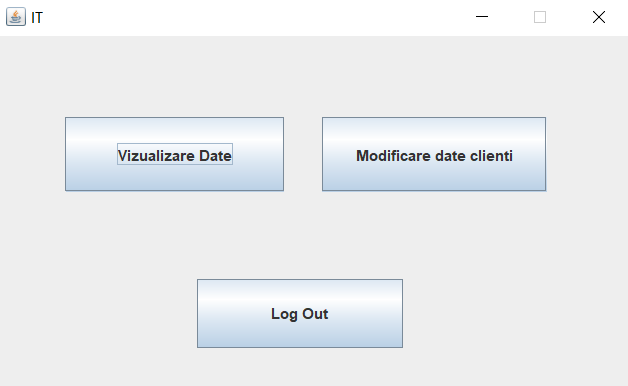 IT
Vizualizare Date
Modificare date clienti
Log Out